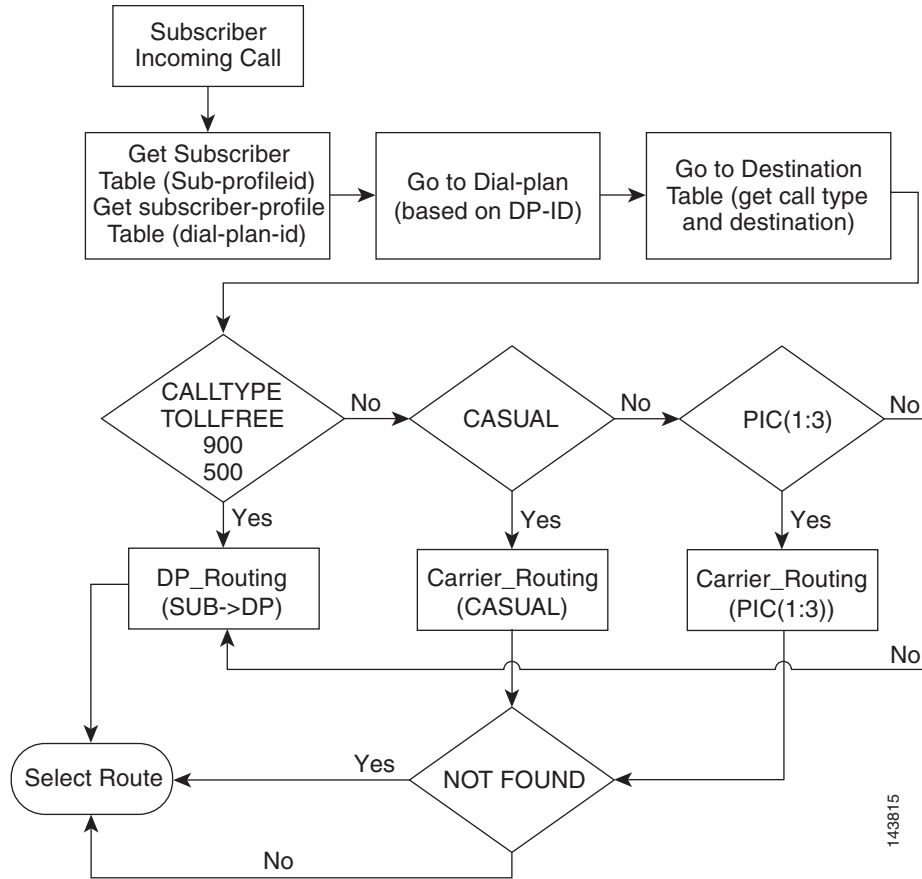 Subscriber
Incoming Call
Get Subscriber
Table (Sub-profileid)
Get subscriber-profile
Table (dial-plan-id)
Go to Dial-plan
(based on DP-ID)
Go to Destination
Table (get call type
and destination)
CALLTYPE
TOLLFREE
900
500
No
CASUAL
No
PIC(1:3)
No
Yes
Yes
Yes
DP_Routing
(SUB->DP)
Carrier_Routing
(CASUAL)
Carrier_Routing
(PIC(1:3))
No
Select Route
Yes
NOT FOUND
No
143815